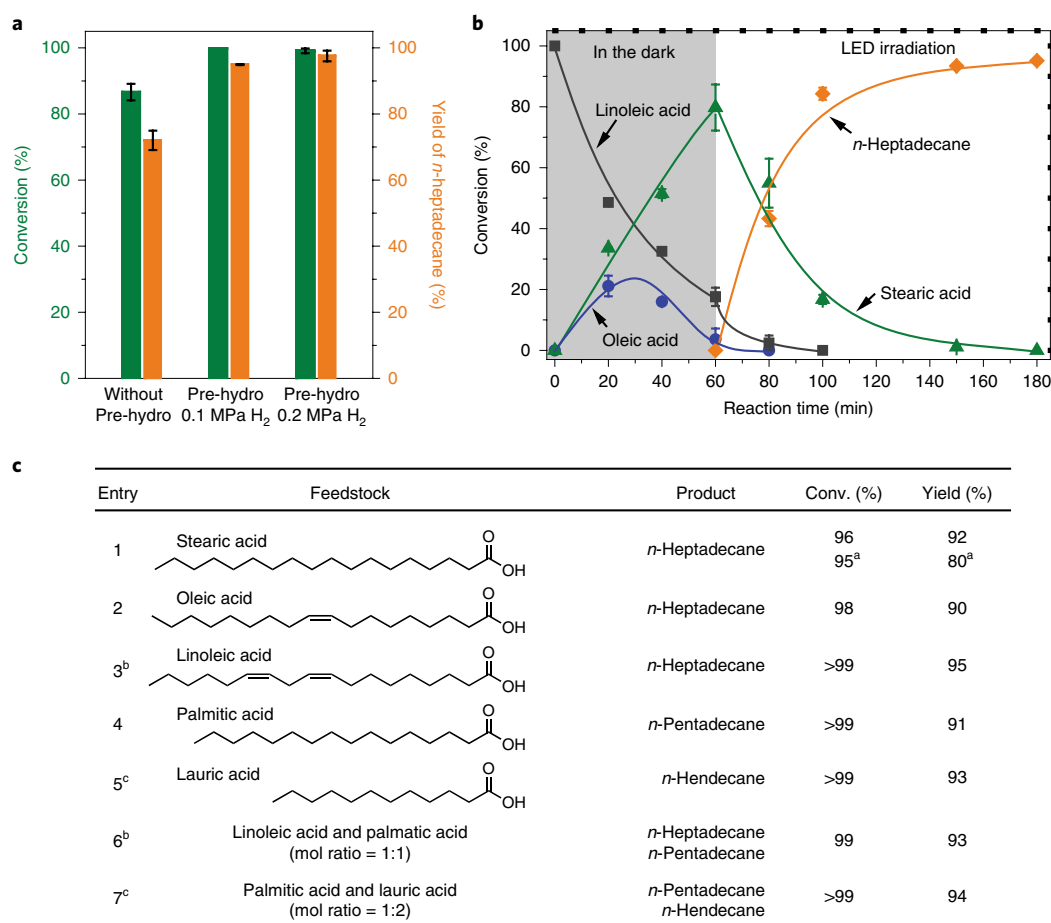 a
100
80
60
40
20
0
Conversion (%)
100
80
60
40
20
0
Yield of n-heptadecane (%)
Without
Pre-hydro
Pre-hydro
0.1 MPa H2
Pre-hydro
0.2 MPa H2
b
100
80
60
40
20
0
Conversion (%)
In the dark
LED irradiation
Linoleic acid
n-Heptadecane
Stearic acid
Oleic acid
0 20 40 60 80 100 120 140 160 180
Reaction time (min)
c
Entry Feedstock Product Conv. (%) Yield (%)
1 Stearic acid O OH n-Heptadecane 96 92
95a 80a
2 Oleic acid O OH n-Heptadecane 98 90
3b Linoleic acid O OH n-Heptadecane >99 95
4 Palmitic acid O OH n-Pentadecane >99 91
5c Lauric acid O OH n-Hendecane >99 93
6b Linoleic acid and palmatic acid
(mol ratio = 1:1) n-Heptadecane
n-Pentadecane 99 93
7c Palmitic acid and lauric acid
(mol ratio = 1:2) n-Pentadecane
n-Hendecane >99 94